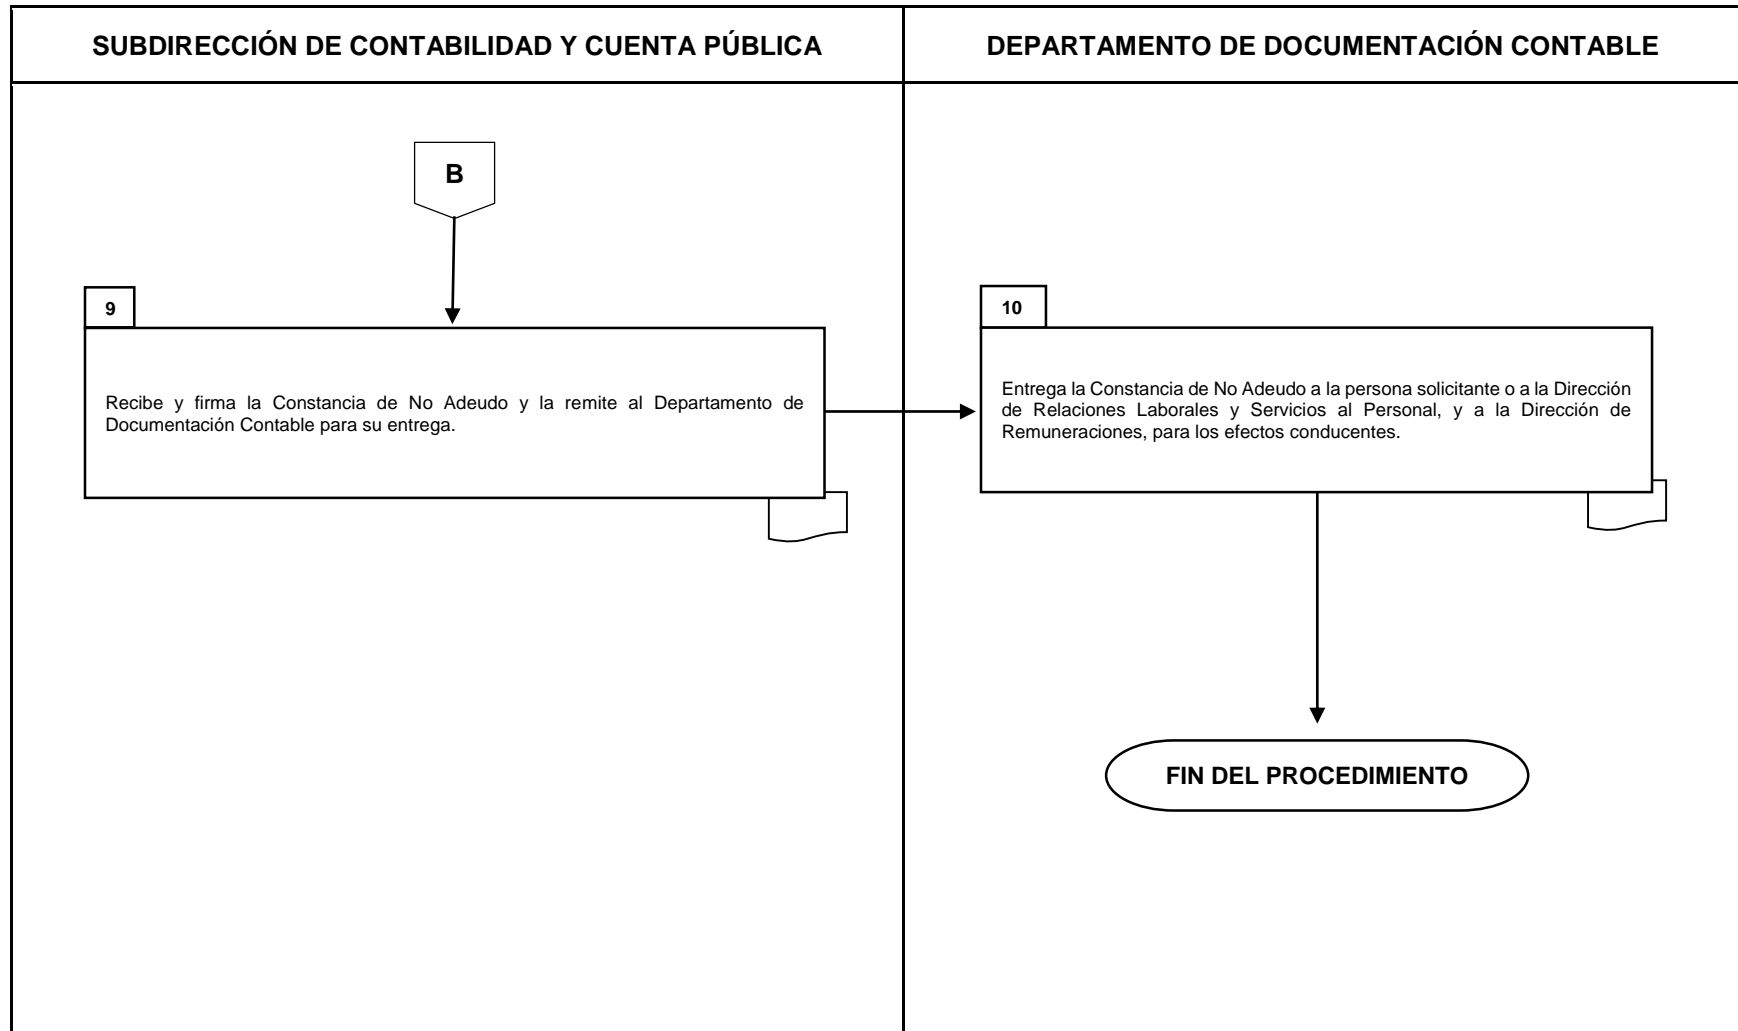 SUBDIRECCIÓN DE CONTABILIDAD Y CUENTA PÚBLICA
DEPARTAMENTO DE DOCUMENTACIÓN CONTABLE
B
9
Recibe y firma la Constancia de No Adeudo y la remite al Departamento de
Documentación Contable para su entrega.
10
Entrega la Constancia de No Adeudo a la persona solicitante o a la Dirección
de Relaciones Laborales y Servicios al Personal, y a la Dirección de
Remuneraciones, para los efectos conducentes.
FIN DEL PROCEDIMIENTO